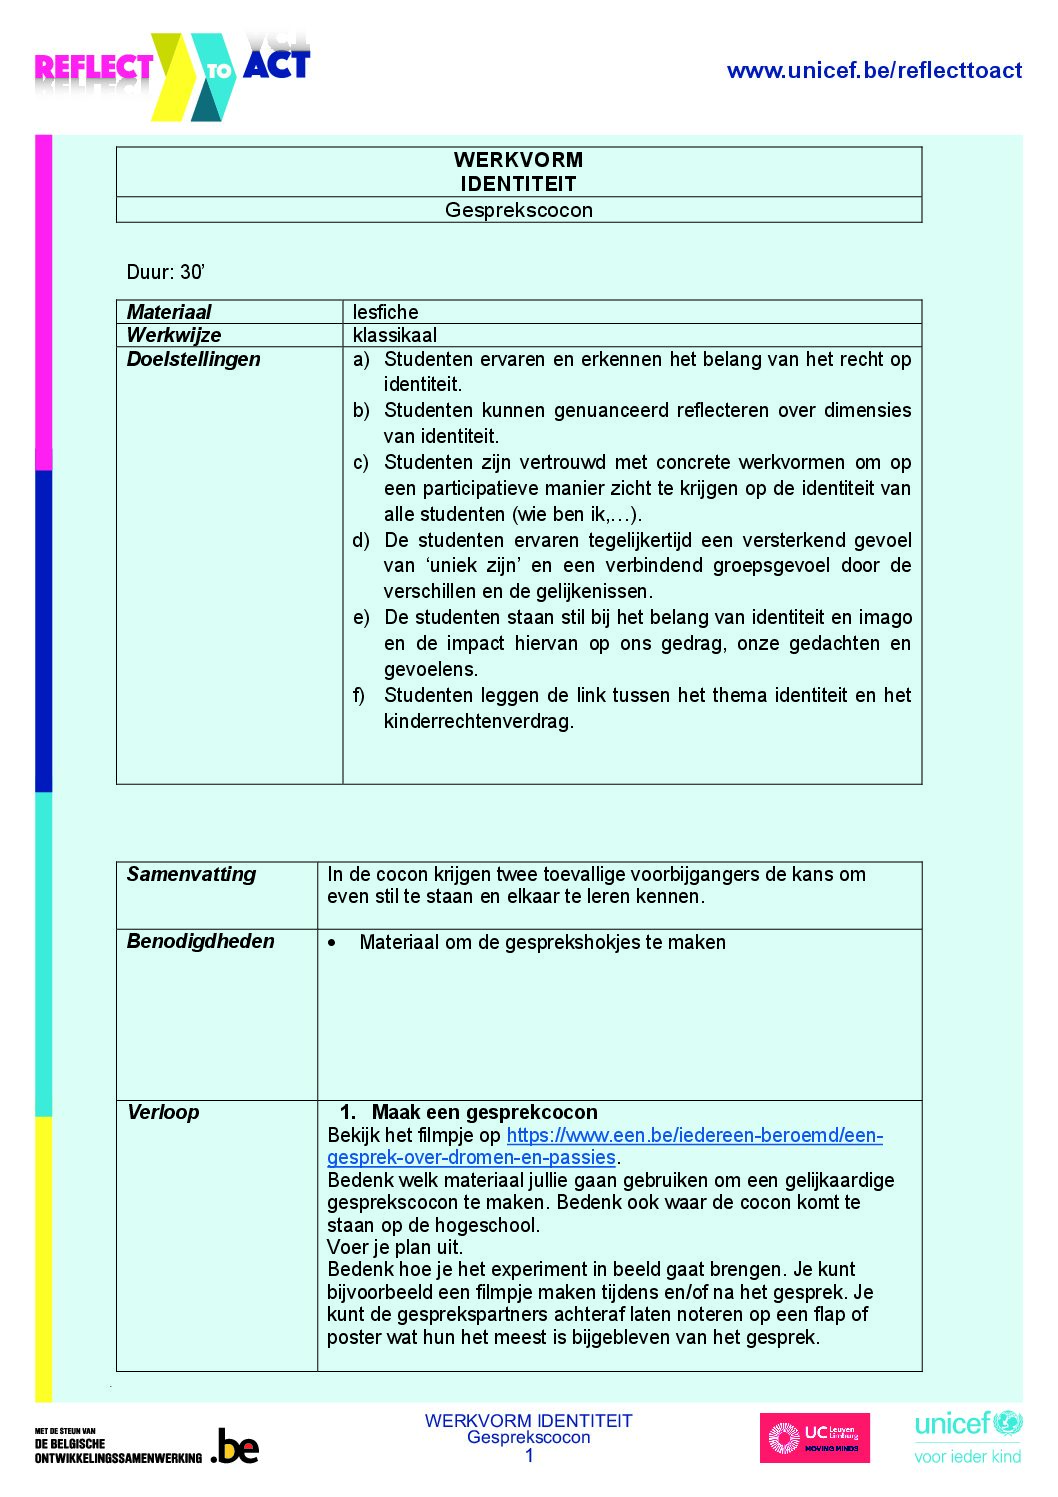 REFLECT TO ACT
www.unicef.be/reflecttoact
WERKVORM
IDENTITEIT
Gesprekscocon
Duur: 30’
Materiaal lesfiche
Werkwijze klassikaal
Doelstellingen a) Studenten ervaren en erkennen het belang van het recht op
identiteit.
b) Studenten kunnen genuanceerd reflecteren over dimensies
van identiteit.
c) Studenten zijn vertrouwd met concrete werkvormen om op
een participatieve manier zicht te krijgen op de identiteit van
alle studenten (wie ben ik,…).
d) De studenten ervaren tegelijkertijd een versterkend gevoel
van ‘uniek zijn’ en een verbindend groepsgevoel door de
verschillen en de gelijkenissen.
e) De studenten staan stil bij het belang van identiteit en imago
en de impact hiervan op ons gedrag, onze gedachten en
gevoelens.
f) Studenten leggen de link tussen het thema identiteit en het
kinderrechtenverdrag.
Samenvatting In de cocon krijgen twee toevallige voorbijgangers de kans om
even stil te staan en elkaar te leren kennen.
Benodigdheden • Materiaal om de gesprekshokjes te maken
Verloop 1. Maak een gesprekcocon
Bekijk het filmpje op https://www.een.be/iedereen-beroemd/een-
gesprek-over-dromen-en-passies.
Bedenk welk materiaal jullie gaan gebruiken om een gelijkaardige
gesprekscocon te maken. Bedenk ook waar de cocon komt te
staan op de hogeschool.
Voer je plan uit.
Bedenk hoe je het experiment in beeld gaat brengen. Je kunt
bijvoorbeeld een filmpje maken tijdens en/of na het gesprek. Je
kunt de gesprekspartners achteraf laten noteren op een flap of
poster wat hun het meest is bijgebleven van het gesprek.
MET DE STEUN VAN
DE BELGISCHE
ONTWIKKELINGSSAMENWERKING .be
WERKVORM IDENTITEIT
Gesprekscocon
1
UC Leuven
Limburg
MOVING MINDS
unicef
voor ieder kind